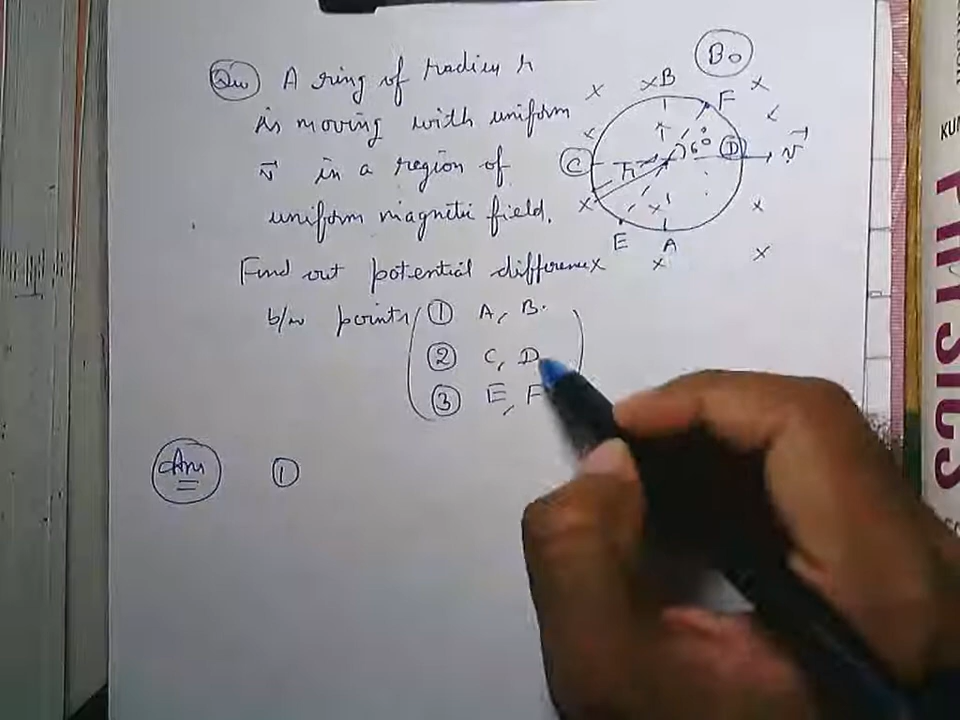 Qu A ring of radius r
is moving with uniform
v in a region of
uniform magnetic field.
Find out potential difference
b/w points ① A, B.
② C, D
③ E, F
Ans ①
B0
B
F
60°
C
r
D
v
E
A
PHYSICS
KU